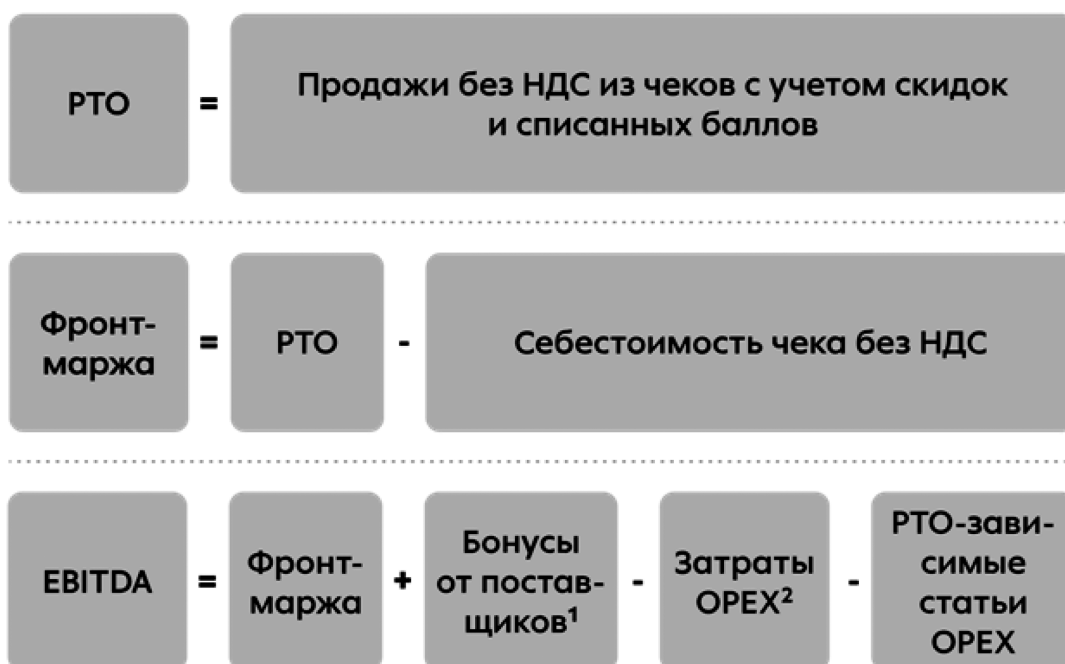 РТО = Продажи без НДС из чеков с учетом скидок
и списанных баллов
Фронт-
маржа
=
РТО
-
Себестоимость чека без НДС
EBITDA
=
Фронт-
маржа
+
Бонусы
от постав-
щиков¹
-
Затраты
OPEX²
-
РТО-зави-
симые
статьи
OPEX